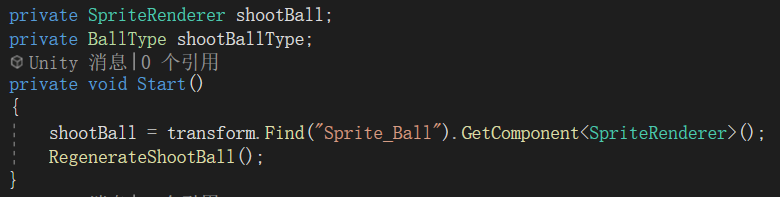 private SpriteRenderer shootBall;
private BallType shootBallType;
Unity 消息|0 个引用
private void Start()
{
shootBall = transform.Find("Sprite_Ball").GetComponent<SpriteRenderer>();
RegenerateShootBall();
}